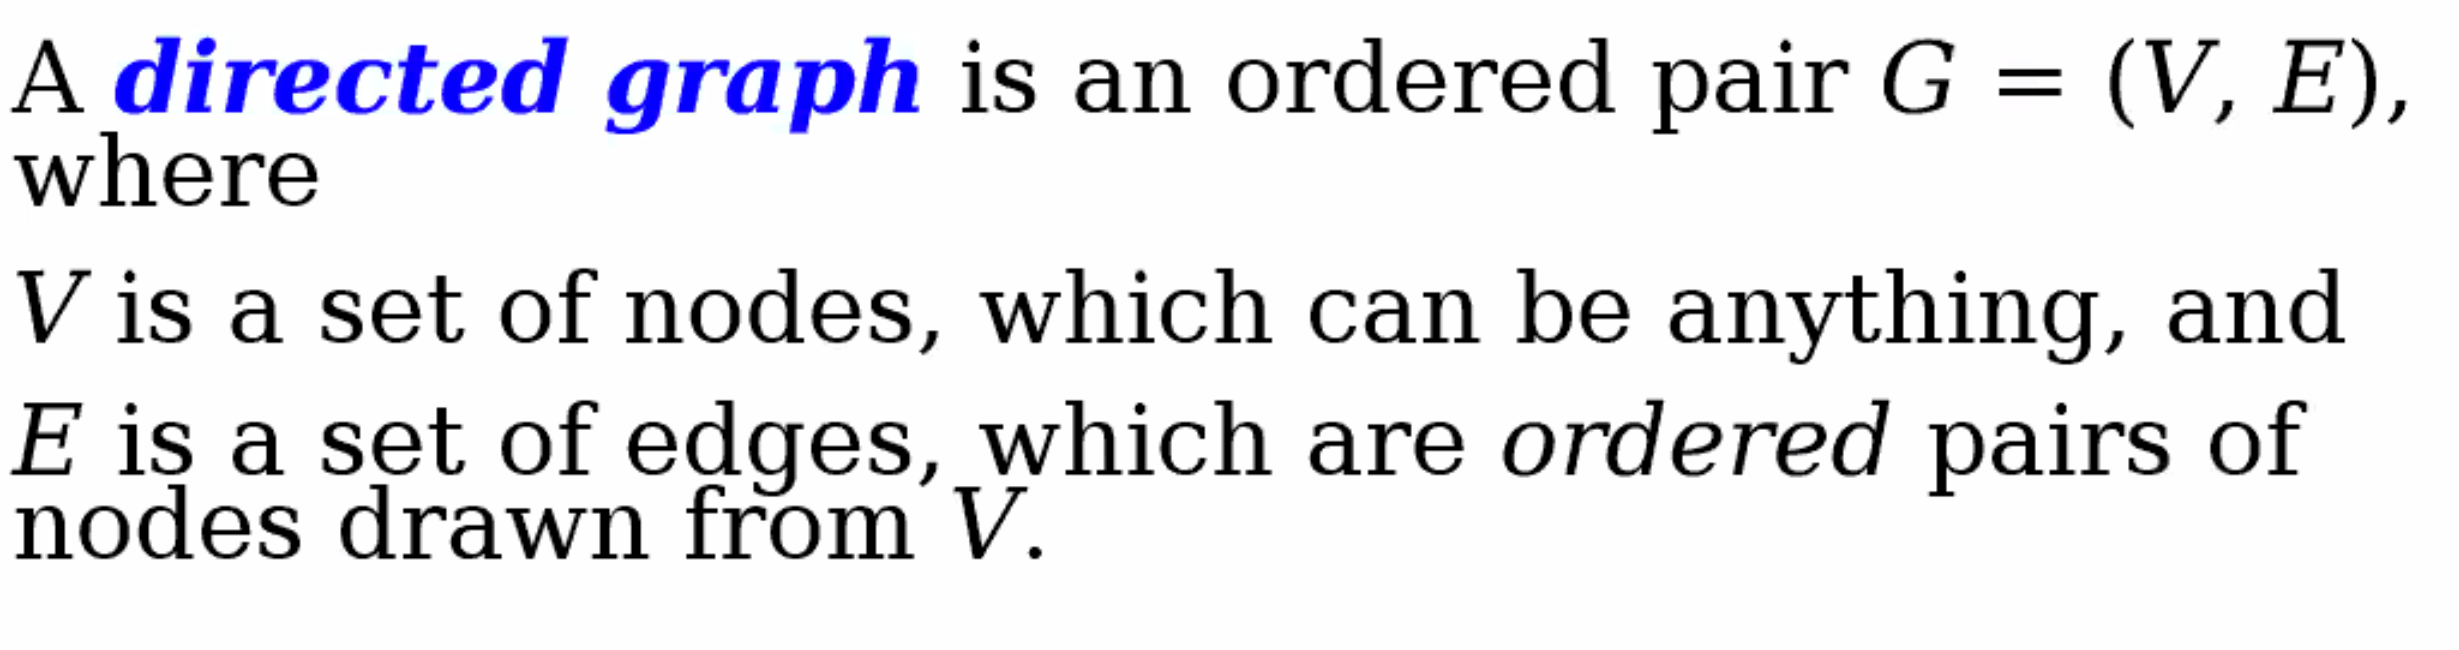 A directed graph is an ordered pair G = (V, E),
where
V is a set of nodes, which can be anything, and
E is a set of edges, which are ordered pairs of
nodes drawn from V.